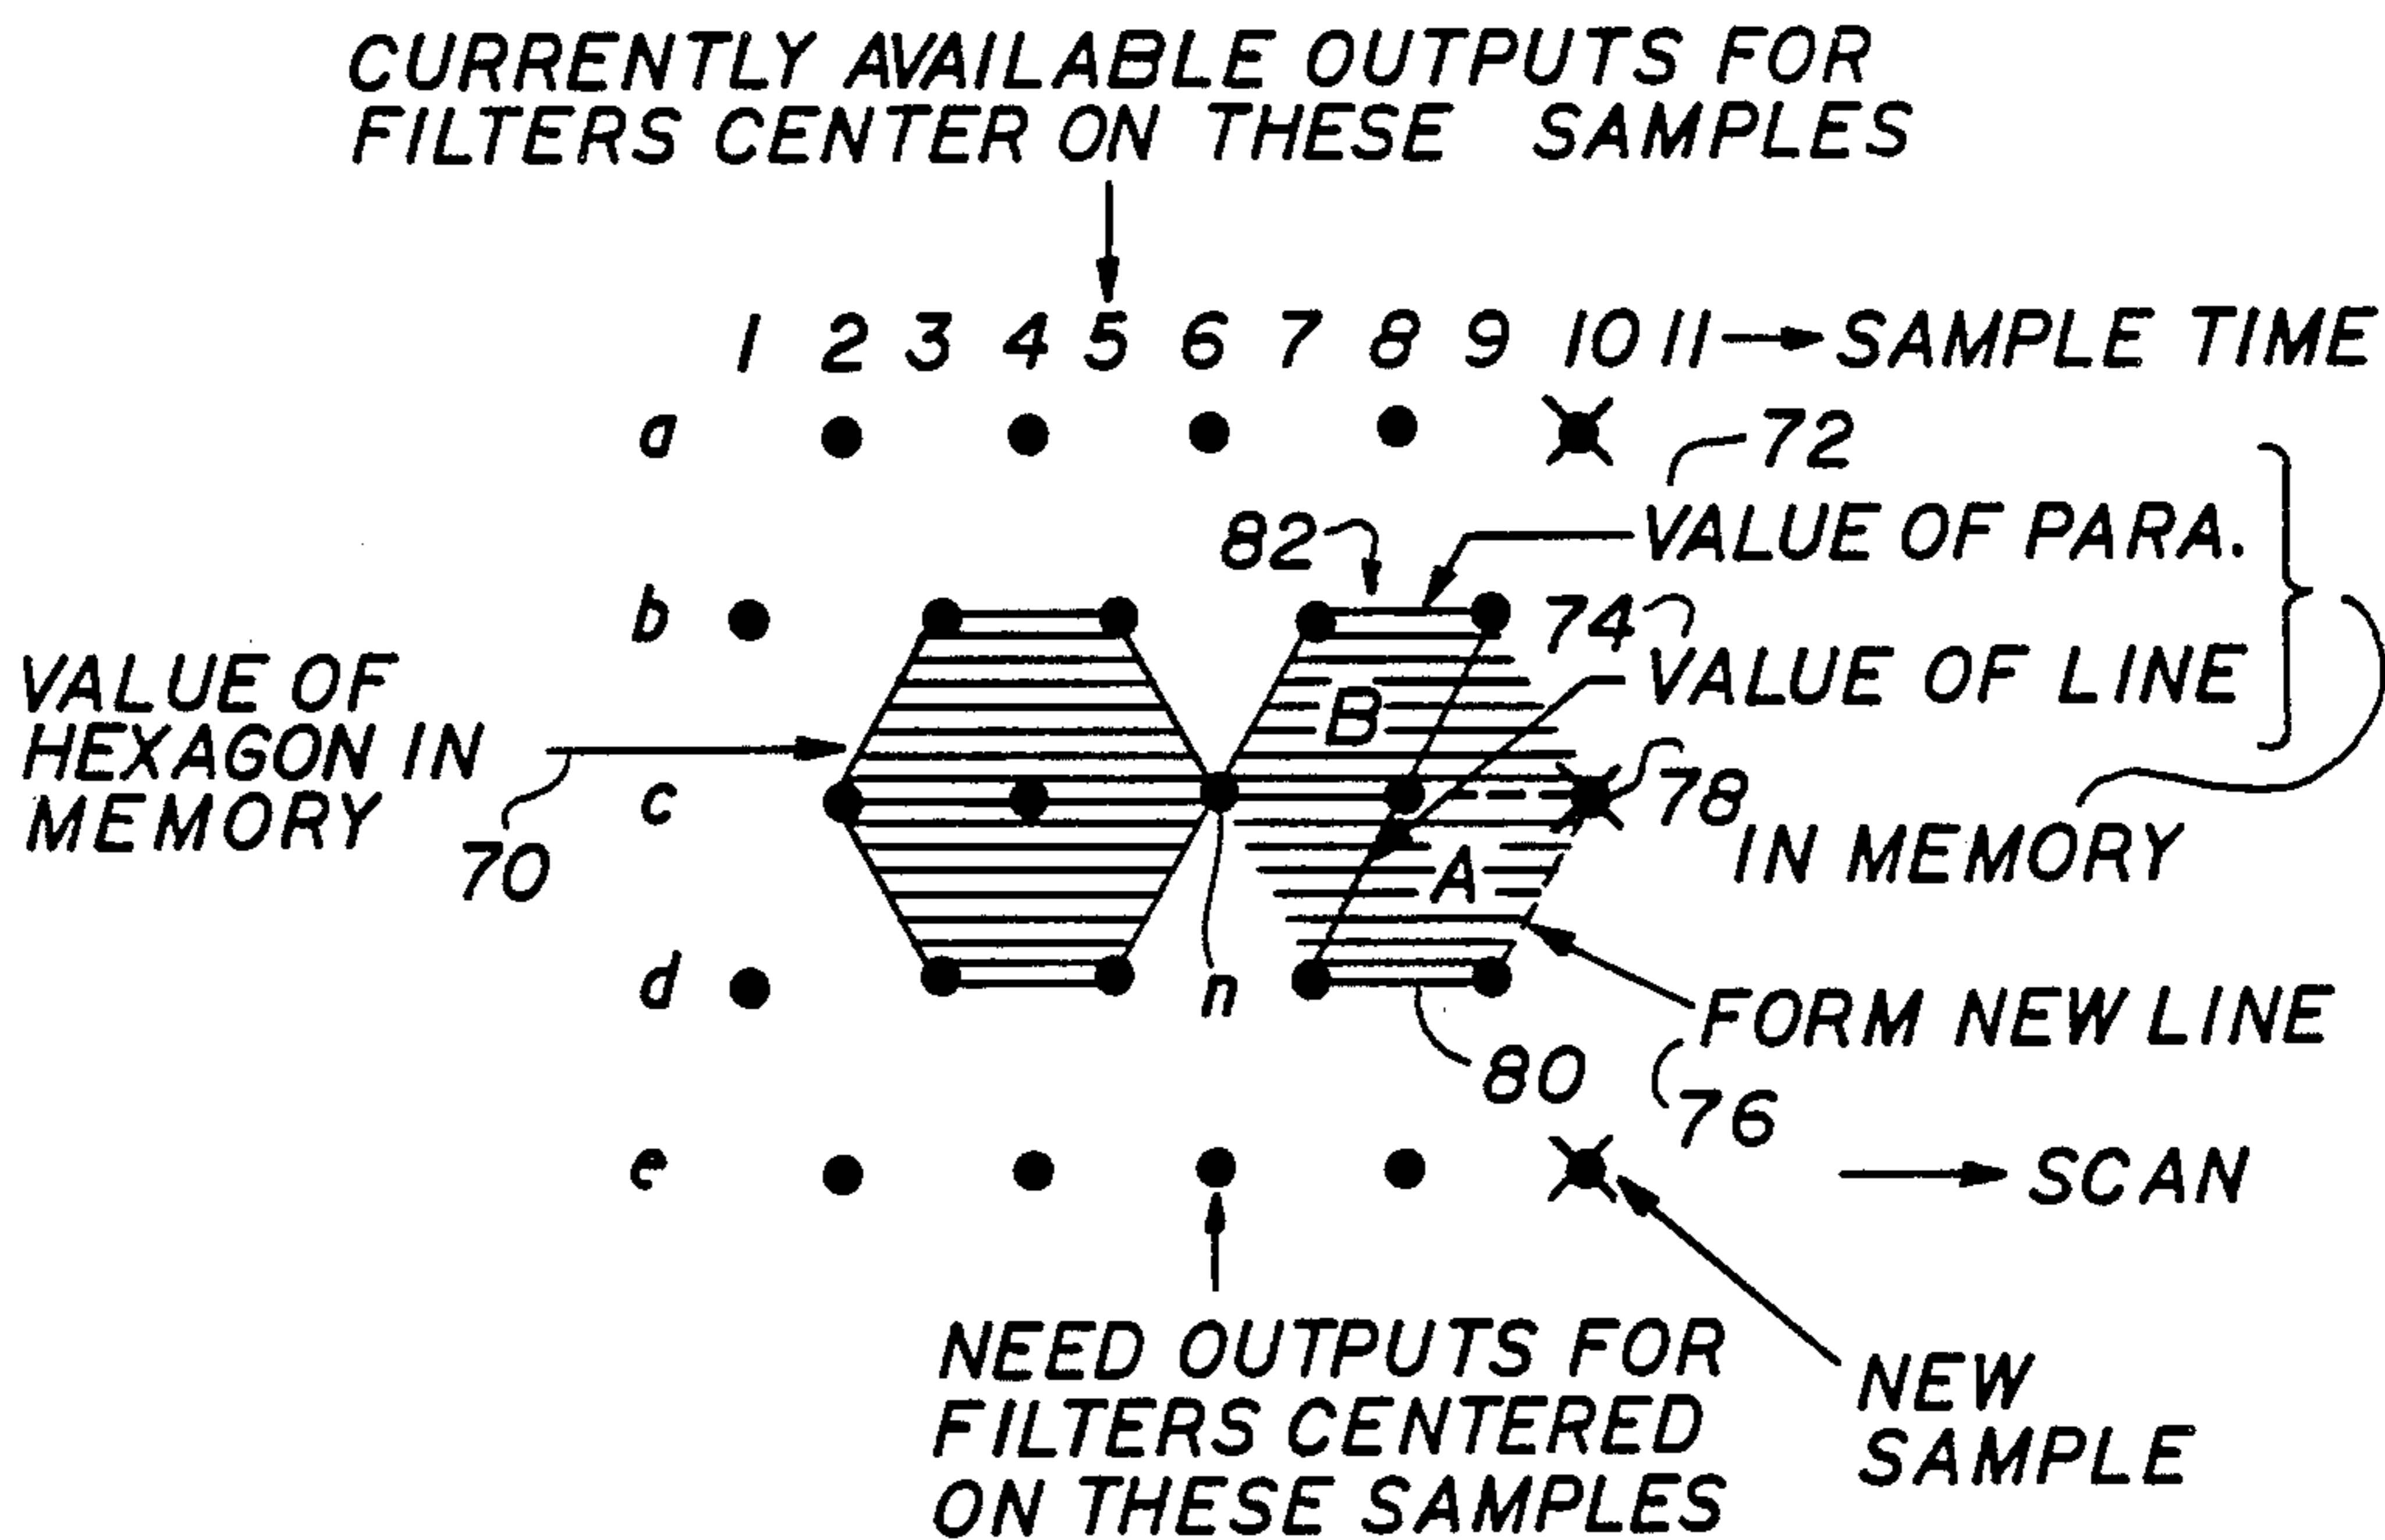 CURRENTLY AVAILABLE OUTPUTS FOR
FILTERS CENTER ON THESE SAMPLES
1 2 3 4 5 6 7 8 9 10 11 SAMPLE TIME
a
72
VALUE OF PARA.
82
b
74
VALUE OF LINE
B
VALUE OF
HEXAGON IN
MEMORY
70
c
78
IN MEMORY
A
d
n
FORM NEW LINE
80
76
e
SCAN
NEED OUTPUTS FOR
FILTERS CENTERED
ON THESE SAMPLES
NEW
SAMPLE